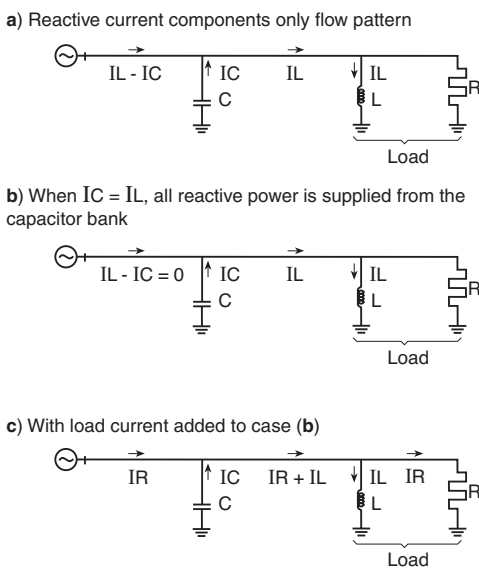 a) Reactive current components only flow pattern
IL - IC
IC
IL
IL
C
L
R
Load
b) When IC = IL, all reactive power is supplied from the
capacitor bank
IL - IC = 0
IC
IL
IL
C
L
R
Load
c) With load current added to case (b)
IR
IC
IR + IL
IL
IR
C
L
R
Load